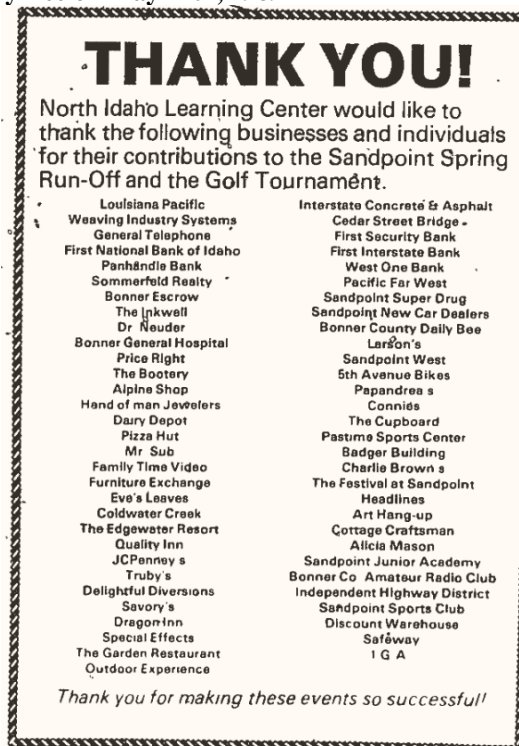 THANK YOU!
North Idaho Learning Center would like to
thank the following businesses and individuals
for their contributions to the Sandpoint Spring
Run-Off and the Golf Tournament.
Louisiana Pacific
Weaving Industry Systems
General Telephone
First National Bank of Idaho
Panhandle Bank
Sommerfeld Realty
Bonner Escrow
The Inkwell
Dr Neuder
Bonner General Hospital
Price Right
The Bootery
Alpine Shop
Hand of man Jewelers
Dairy Depot
Pizza Hut
Mr Sub
Family Time Video
Furniture Exchange
Eve's Leaves
Coldwater Creek
The Edgewater Resort
Quality Inn
JCPenney s
Truby's
Delightful Diversions
Savory's
Dragon Inn
Special Effects
The Garden Restaurant
Outdoor Experience
Interstate Concrete & Asphalt
Cedar Street Bridge
First Security Bank
First Interstate Bank
West One Bank
Pacific Far West
Sandpoint Super Drug
Sandpoint New Car Dealers
Bonner County Daily Bee
Larson's
Sandpoint West
5th Avenue Bikes
Papandrea s
Connies
The Cupboard
Pastime Sports Center
Badger Building
Charlie Brown s
The Festival at Sandpoint
Headlines
Art Hang-up
Cottage Craftsman
Alicia Mason
Sandpoint Junior Academy
Bonner Co Amateur Radio Club
Independent Highway District
Sandpoint Sports Club
Discount Warehouse
Safeway
I G A
Thank you for making these events so successful!